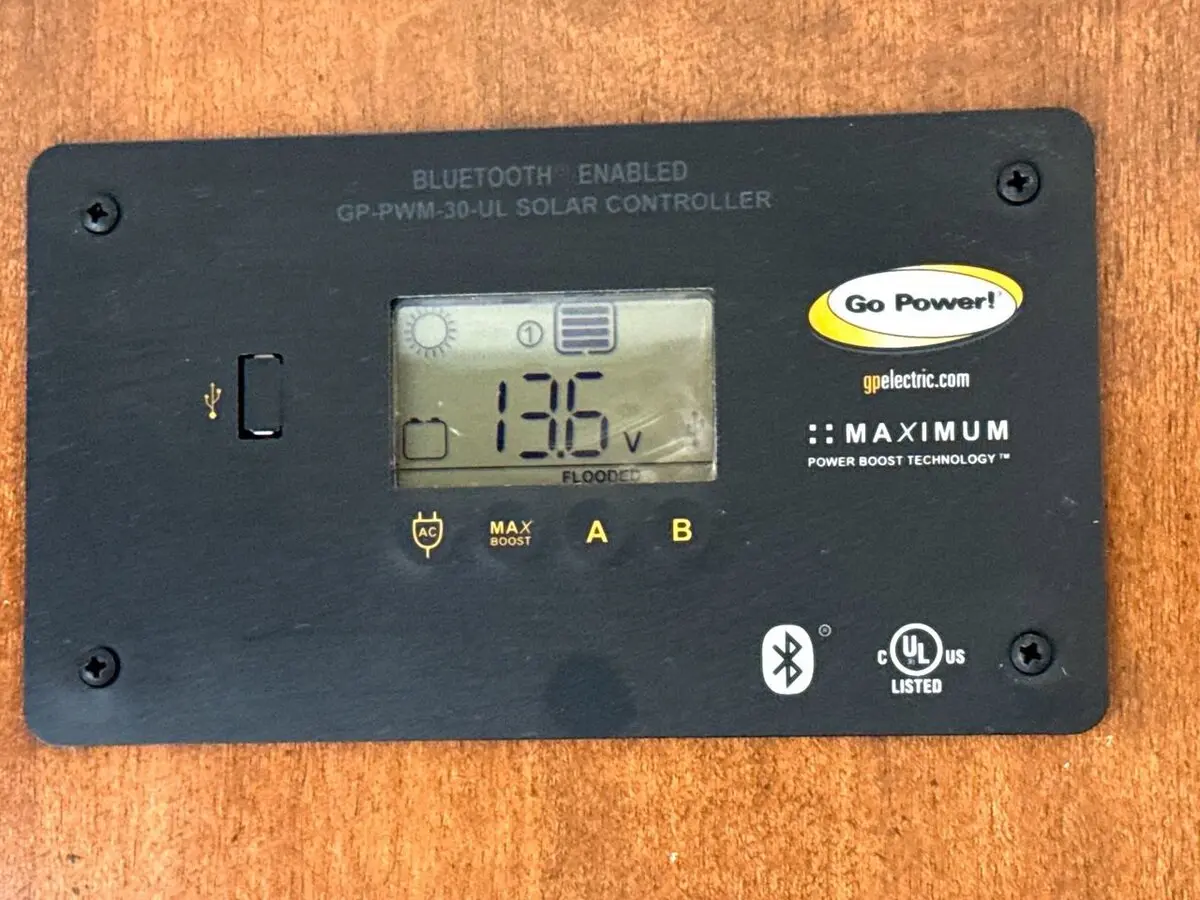 BLUETOOTH® ENABLED
GP-PWM-30-UL SOLAR CONTROLLER
Go Power!
gpelectric.com
MAXIMUM
POWER BOOST TECHNOLOGY™
①
13.6 V
FLOODED
AC
MAX
BOOST
A
B
C UL US
LISTED